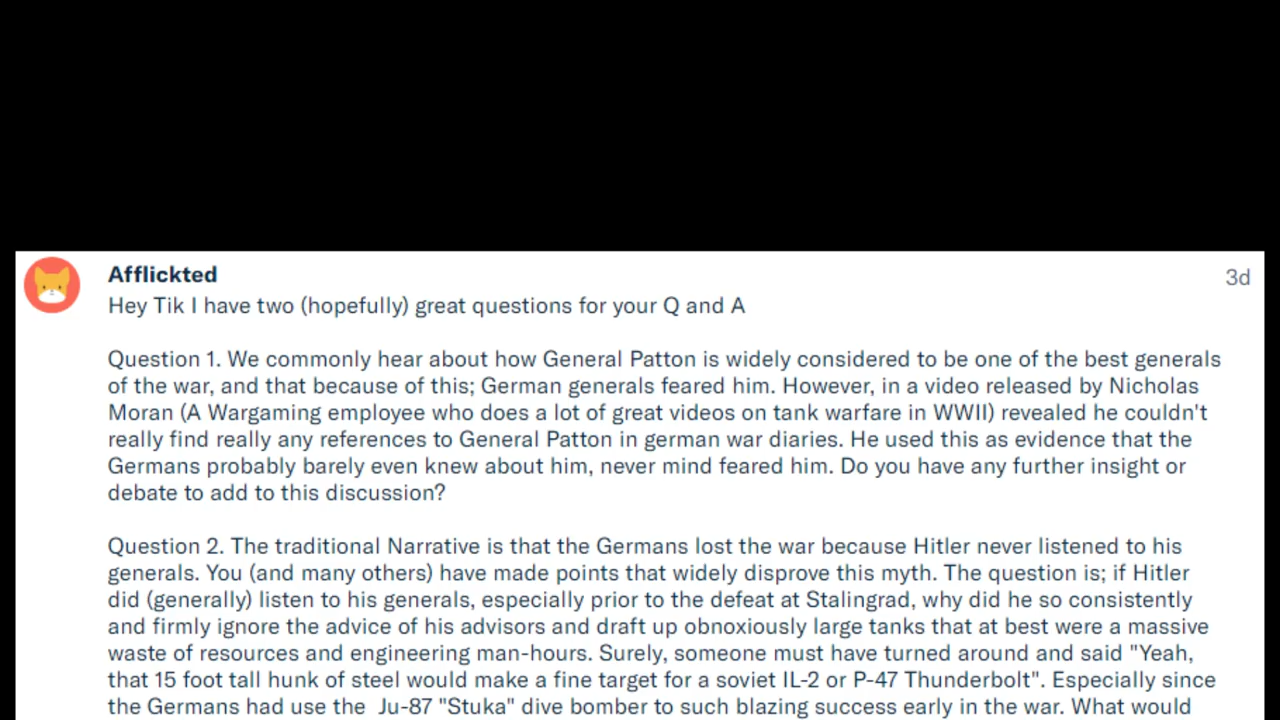 Afflickted
3d
Hey Tik I have two (hopefully) great questions for your Q and A
Question 1. We commonly hear about how General Patton is widely considered to be one of the best generals
of the war, and that because of this; German generals feared him. However, in a video released by Nicholas
Moran (A Wargaming employee who does a lot of great videos on tank warfare in WWII) revealed he couldn't
really find really any references to General Patton in german war diaries. He used this as evidence that the
Germans probably barely even knew about him, never mind feared him. Do you have any further insight or
debate to add to this discussion?
Question 2. The traditional Narrative is that the Germans lost the war because Hitler never listened to his
generals. You (and many others) have made points that widely disprove this myth. The question is; if Hitler
did (generally) listen to his generals, especially prior to the defeat at Stalingrad, why did he so consistently
and firmly ignore the advice of his advisors and draft up obnoxiously large tanks that at best were a massive
waste of resources and engineering man-hours. Surely, someone must have turned around and said "Yeah,
that 15 foot tall hunk of steel would make a fine target for a soviet IL-2 or P-47 Thunderbolt". Especially since
the Germans had use the Ju-87 "Stuka" dive bomber to such blazing success early in the war. What would